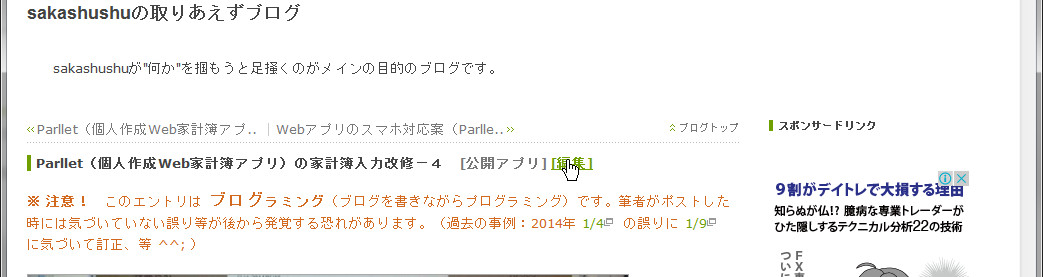 sakashushuの取りあえずブログ
sakashushuが"何か"を掴もうと足掻くのがメインの目的のブログです。
«Parllet（個人作成Web家計簿アプ.. ｜Webアプリのスマホ対応案（Parlle..»
ブログトップ
Parllet（個人作成Web家計簿アプリ）の家計簿入力改修－４ [公開アプリ] [編集]
※ 注意！ このエントリは ブログラミング（ブログを書きながらプログラミング）です。筆者がポストした
時には気づいていない誤り等が後から発覚する恐れがあります。（過去の事例：2014年 1/4 の誤りに 1/9
に気づいて訂正、等 ^^; ）
スポンサードリンク
９割がデイトレで大損する理由
知らぬが仏!? 臆病な専業トレーダーが
ひた隠しするテクニカル分析22の技術
ＦＸ専
ついに